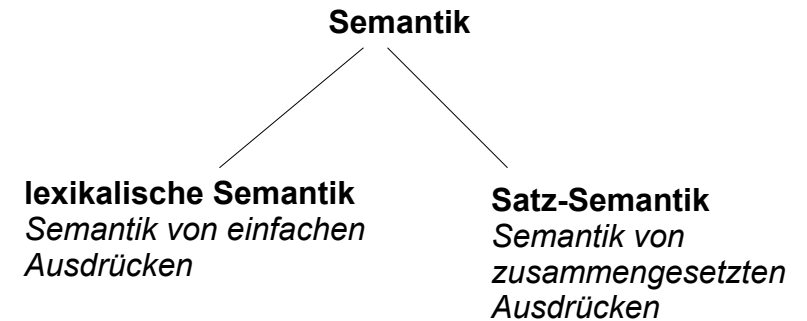 Semantik
lexikalische Semantik
Semantik von einfachen
Ausdrücken
Satz-Semantik
Semantik von
zusammengesetzten
Ausdrücken